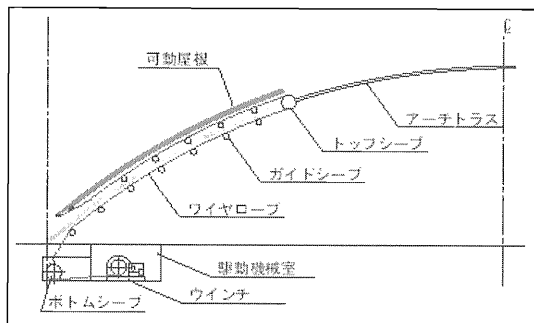 ℄
可動屋根
アーチトラス
トップシーブ
ガイドシーブ
ワイヤロープ
駆動機械室
ウインチ
ボトムシーブ